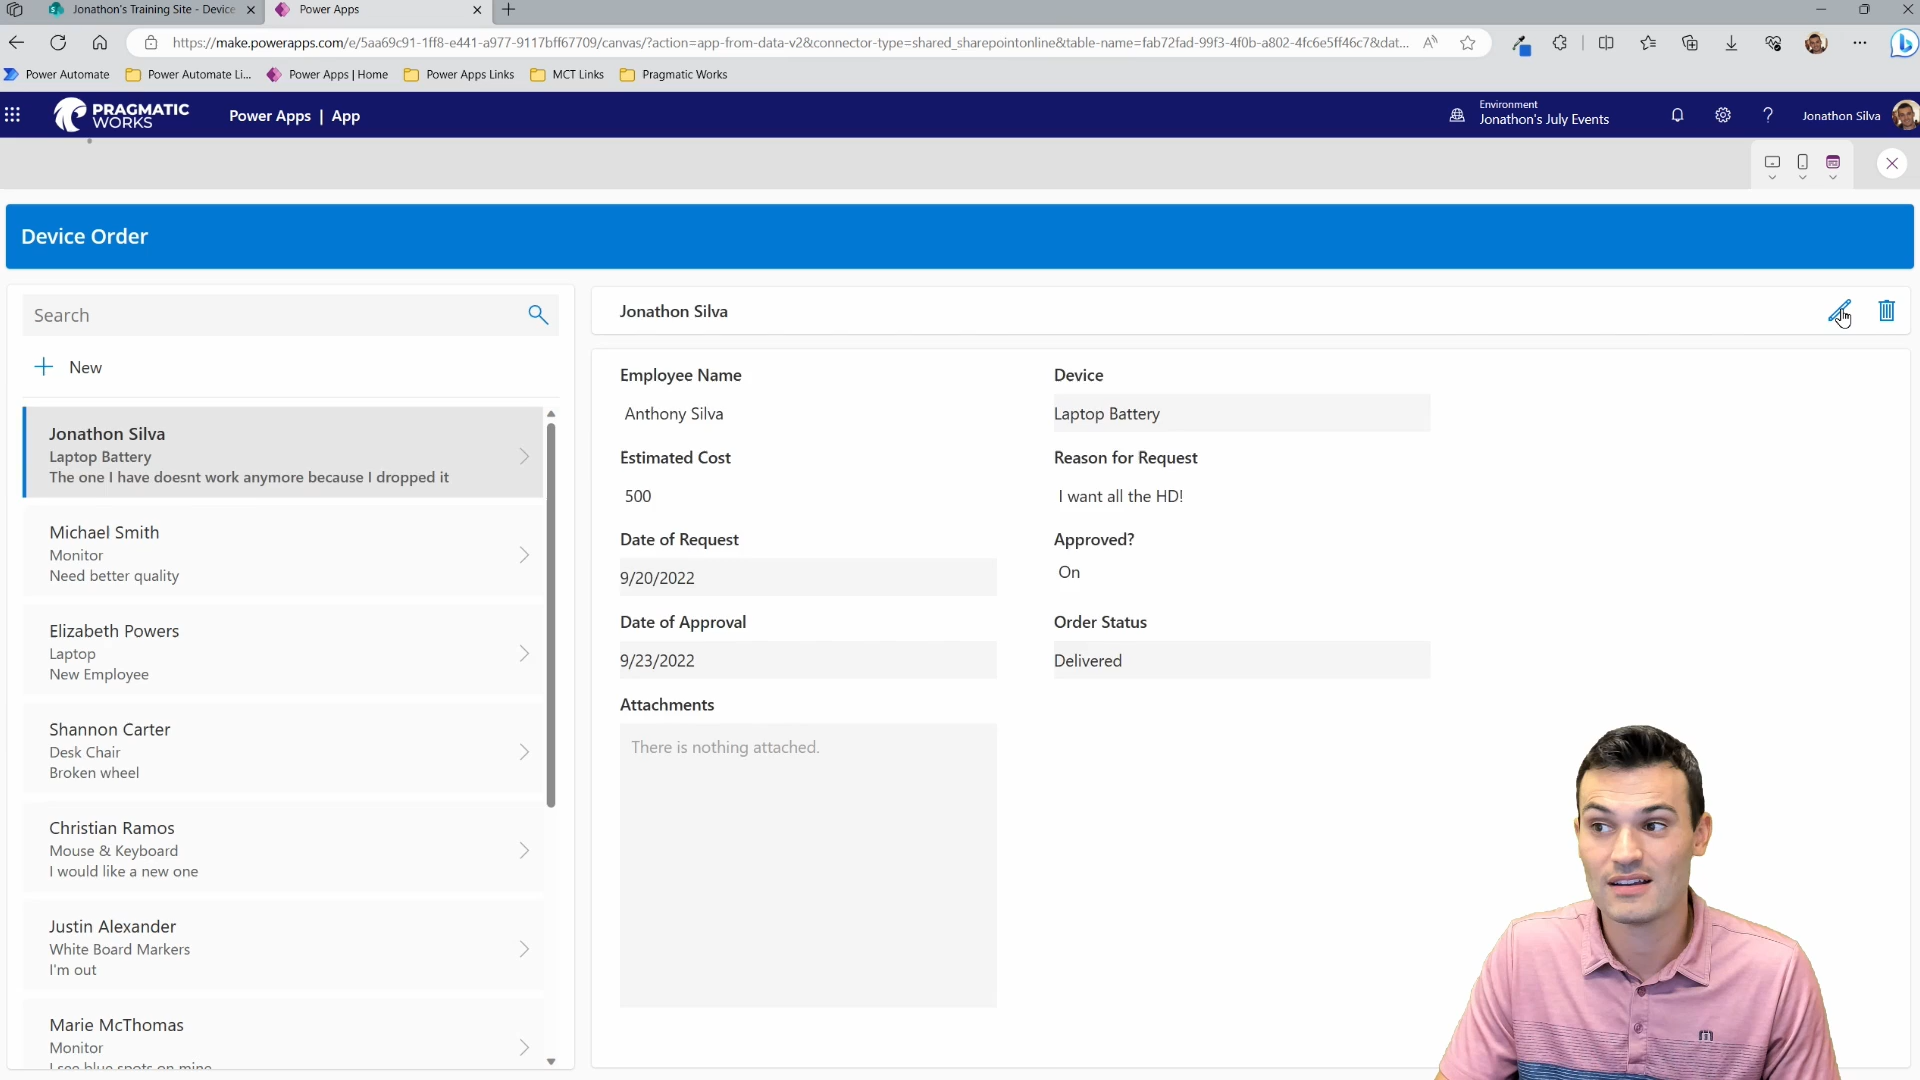 Jonathon's Training Site - Device
Power Apps
https://make.powerapps.com/e/5aa69c91-1ff8-e441-a977-9117bff67709/canvas/?action=app-from-data-v2&connector-type=shared_sharepointonline&table-name=fab72fad-99f3-4f0b-a802-4fc6e5ff46c7&dat...
Power Automate
Power Automate Li...
Power Apps | Home
Power Apps Links
MCT Links
Pragmatic Works
PRAGMATIC
WORKS
Power Apps | App
Environment
Jonathon's July Events
Jonathon Silva
Device Order
Search
New
Jonathon Silva
Laptop Battery
The one I have doesnt work anymore because I dropped it
Michael Smith
Monitor
Need better quality
Elizabeth Powers
Laptop
New Employee
Shannon Carter
Desk Chair
Broken wheel
Christian Ramos
Mouse & Keyboard
I would like a new one
Justin Alexander
White Board Markers
I'm out
Marie McThomas
Monitor
I see blue spots on mine
Jonathon Silva
Employee Name
Anthony Silva
Device
Laptop Battery
Estimated Cost
500
Reason for Request
I want all the HD!
Date of Request
9/20/2022
Approved?
On
Date of Approval
9/23/2022
Order Status
Delivered
Attachments
There is nothing attached.